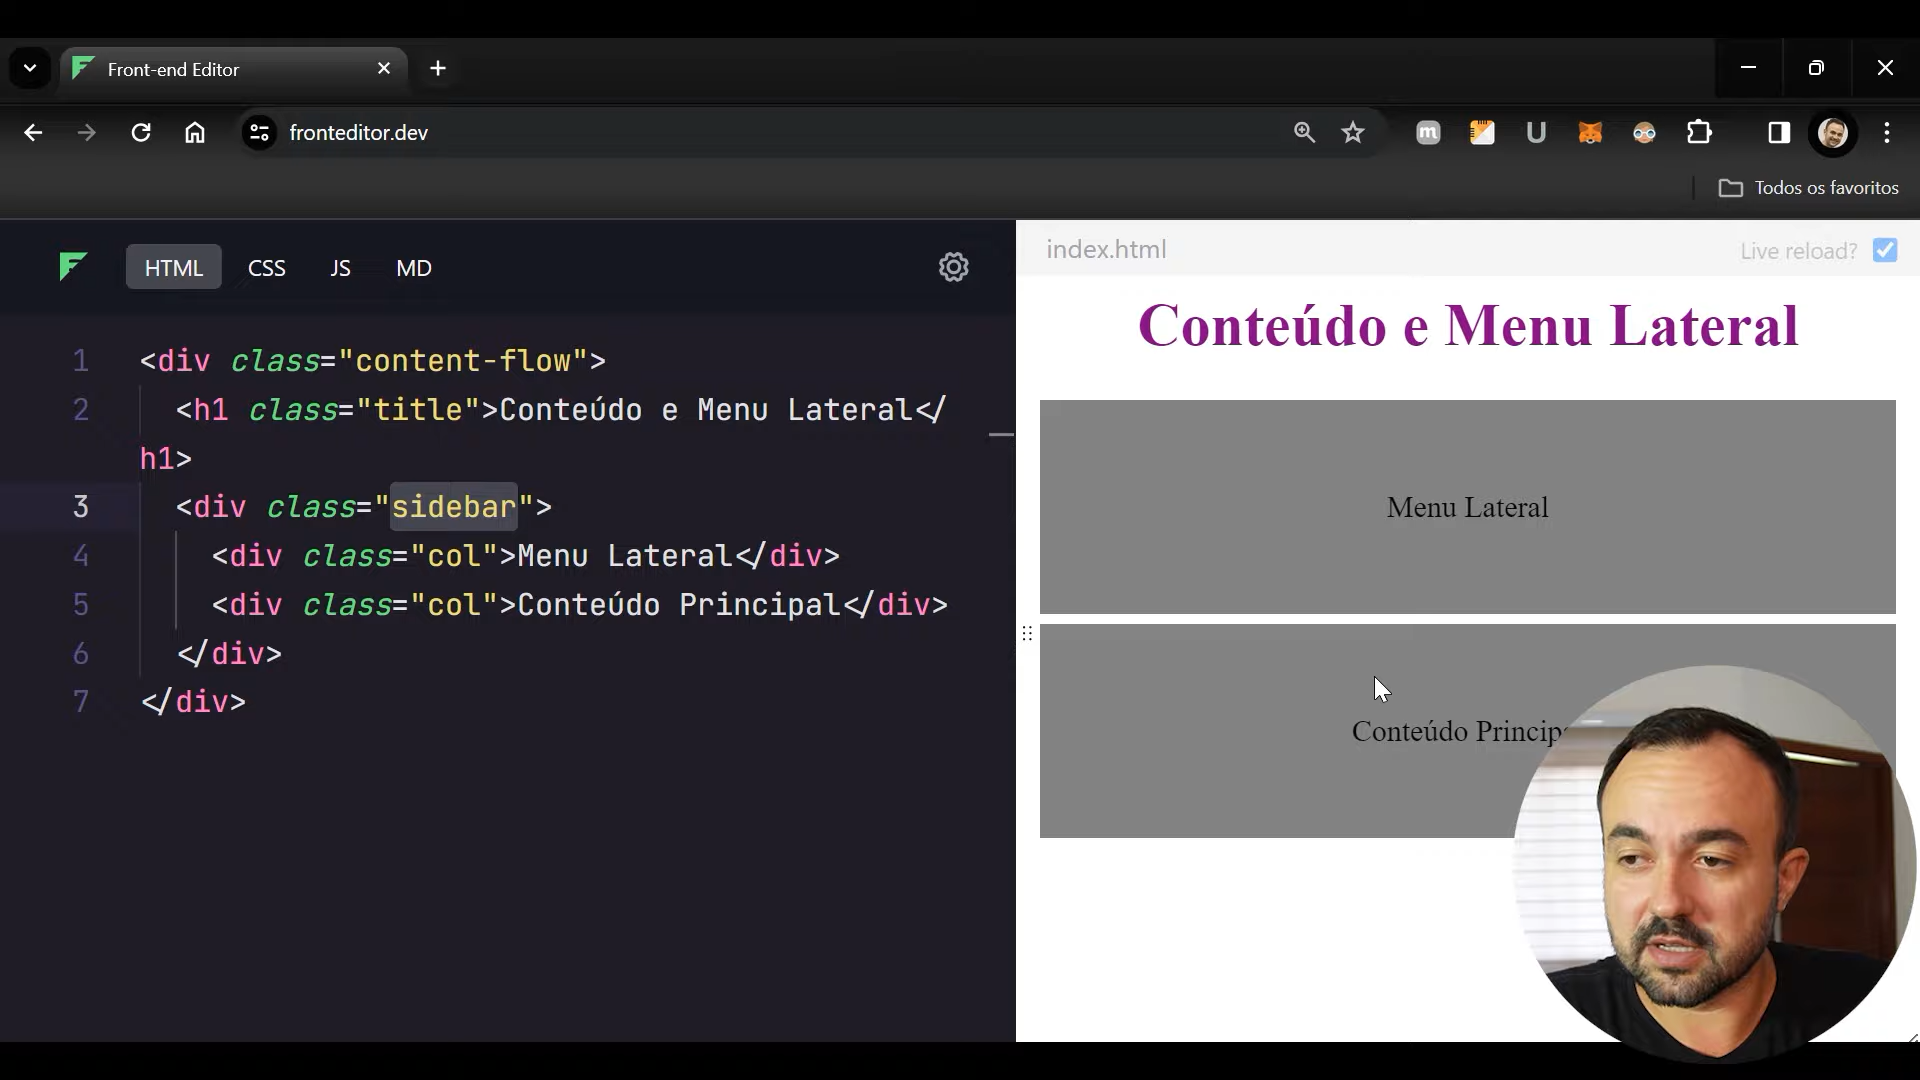 Front-end Editor
fronteditor.dev
Todos os favoritos
HTML CSS JS MD
index.html
Live reload?
1 <div class="content-flow">
2 <h1 class="title">Conteúdo e Menu Lateral</
h1>
3 <div class="sidebar">
4 <div class="col">Menu Lateral</div>
5 <div class="col">Conteúdo Principal</div>
6 </div>
7 </div>
Conteúdo e Menu Lateral
Menu Lateral
Conteúdo